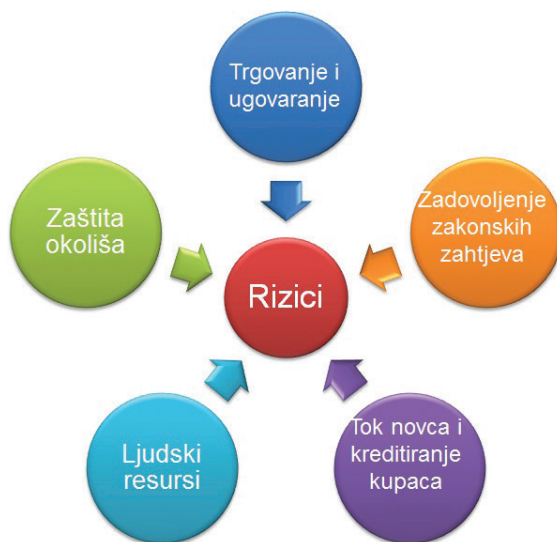 Trgovanje i
ugovaranje
Zaštita
okoliša
Zadovoljenje
zakonskih
zahtjeva
Rizici
Ljudski
resursi
Tok novca i
kreditiranje
kupaca